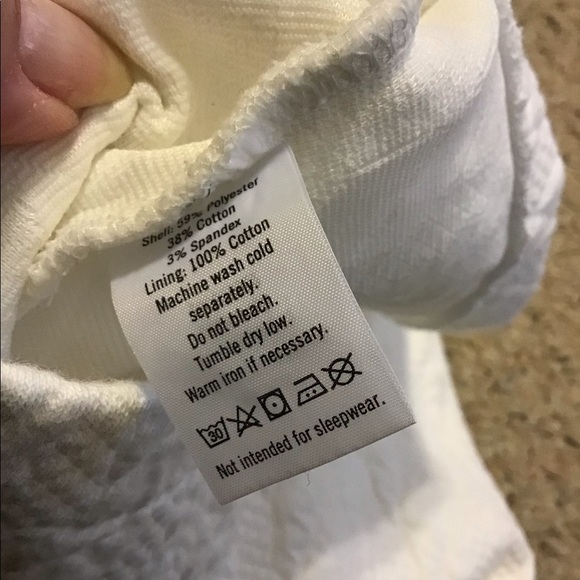 Shell: 59% Polyester
38% Cotton
3% Spandex
Lining: 100% Cotton
Machine wash cold
separately.
Do not bleach.
Tumble dry low.
Warm iron if necessary.
30
Not intended for sleepwear.